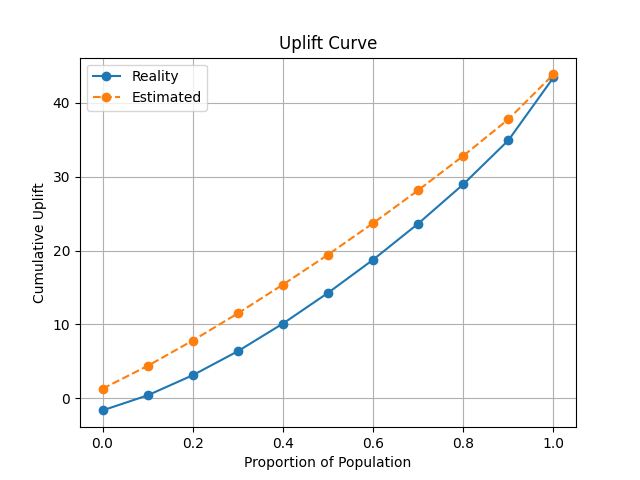 Uplift Curve
Reality
Estimated
Cumulative Uplift
40
30
20
10
0
0.0 0.2 0.4 0.6 0.8 1.0
Proportion of Population